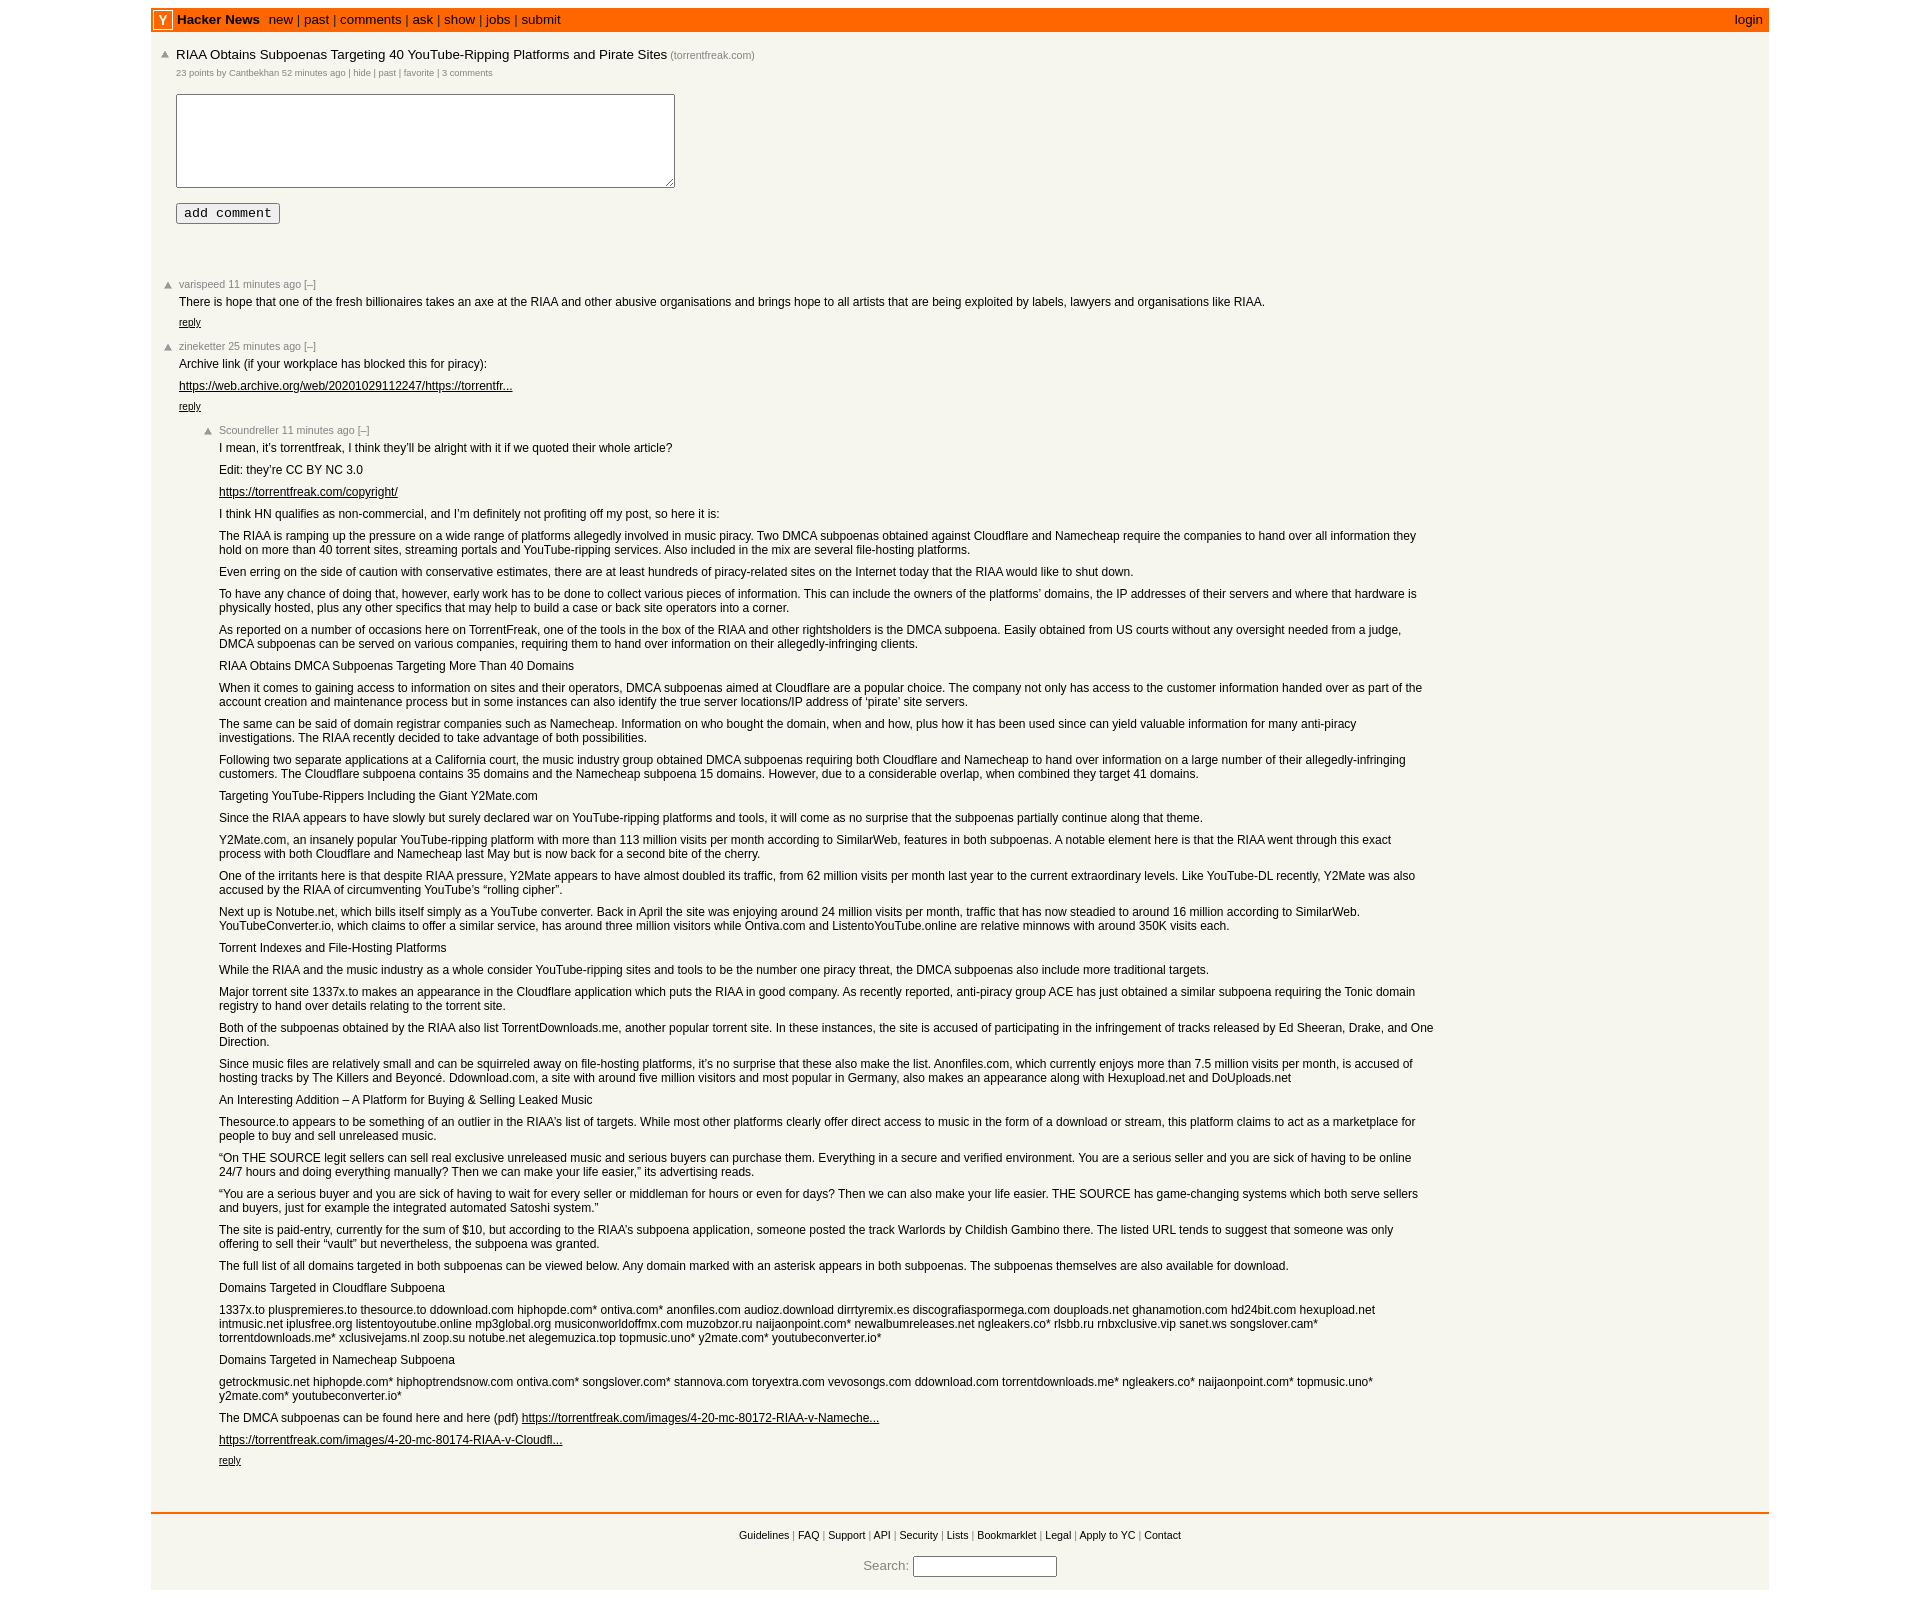 Y Hacker News new | past | comments | ask | show | jobs | submit login
RIAA Obtains Subpoenas Targeting 40 YouTube-Ripping Platforms and Pirate Sites (torrentfreak.com)
23 points by Cantbekhan 52 minutes ago | hide | past | favorite | 3 comments
add comment
varispeed 11 minutes ago [–]
There is hope that one of the fresh billionaires takes an axe at the RIAA and other abusive organisations and brings hope to all artists that are being exploited by labels, lawyers and organisations like RIAA.
reply
zineketter 25 minutes ago [–]
Archive link (if your workplace has blocked this for piracy):
https://web.archive.org/web/20201029112247/https://torrentfr...
reply
Scoundreller 11 minutes ago [–]
I mean, it’s torrentfreak, I think they’ll be alright with it if we quoted their whole article?
Edit: they’re CC BY NC 3.0
https://torrentfreak.com/copyright/
I think HN qualifies as non-commercial, and I’m definitely not profiting off my post, so here it is:
The RIAA is ramping up the pressure on a wide range of platforms allegedly involved in music piracy. Two DMCA subpoenas obtained against Cloudflare and Namecheap require the companies to hand over all information they
hold on more than 40 torrent sites, streaming portals and YouTube-ripping services. Also included in the mix are several file-hosting platforms.
Even erring on the side of caution with conservative estimates, there are at least hundreds of piracy-related sites on the Internet today that the RIAA would like to shut down.
To have any chance of doing that, however, early work has to be done to collect various pieces of information. This can include the owners of the platforms’ domains, the IP addresses of their servers and where that hardware is
physically hosted, plus any other specifics that may help to build a case or back site operators into a corner.
As reported on a number of occasions here on TorrentFreak, one of the tools in the box of the RIAA and other rightsholders is the DMCA subpoena. Easily obtained from US courts without any oversight needed from a judge,
DMCA subpoenas can be served on various companies, requiring them to hand over information on their allegedly-infringing clients.
RIAA Obtains DMCA Subpoenas Targeting More Than 40 Domains
When it comes to gaining access to information on sites and their operators, DMCA subpoenas aimed at Cloudflare are a popular choice. The company not only has access to the customer information handed over as part of the
account creation and maintenance process but in some instances can also identify the true server locations/IP address of ‘pirate’ site servers.
The same can be said of domain registrar companies such as Namecheap. Information on who bought the domain, when and how, plus how it has been used since can yield valuable information for many anti-piracy
investigations. The RIAA recently decided to take advantage of both possibilities.
Following two separate applications at a California court, the music industry group obtained DMCA subpoenas requiring both Cloudflare and Namecheap to hand over information on a large number of their allegedly-infringing
customers. The Cloudflare subpoena contains 35 domains and the Namecheap subpoena 15 domains. However, due to a considerable overlap, when combined they target 41 domains.
Targeting YouTube-Rippers Including the Giant Y2Mate.com
Since the RIAA appears to have slowly but surely declared war on YouTube-ripping platforms and tools, it will come as no surprise that the subpoenas partially continue along that theme.
Y2Mate.com, an insanely popular YouTube-ripping platform with more than 113 million visits per month according to SimilarWeb, features in both subpoenas. A notable element here is that the RIAA went through this exact
process with both Cloudflare and Namecheap last May but is now back for a second bite of the cherry.
One of the irritants here is that despite RIAA pressure, Y2Mate appears to have almost doubled its traffic, from 62 million visits per month last year to the current extraordinary levels. Like YouTube-DL recently, Y2Mate was also
accused by the RIAA of circumventing YouTube’s “rolling cipher”.
Next up is Notube.net, which bills itself simply as a YouTube converter. Back in April the site was enjoying around 24 million visits per month, traffic that has now steadied to around 16 million according to SimilarWeb.
YouTubeConverter.io, which claims to offer a similar service, has around three million visitors while Ontiva.com and ListentoYouTube.online are relative minnows with around 350K visits each.
Torrent Indexes and File-Hosting Platforms
While the RIAA and the music industry as a whole consider YouTube-ripping sites and tools to be the number one piracy threat, the DMCA subpoenas also include more traditional targets.
Major torrent site 1337x.to makes an appearance in the Cloudflare application which puts the RIAA in good company. As recently reported, anti-piracy group ACE has just obtained a similar subpoena requiring the Tonic domain
registry to hand over details relating to the torrent site.
Both of the subpoenas obtained by the RIAA also list TorrentDownloads.me, another popular torrent site. In these instances, the site is accused of participating in the infringement of tracks released by Ed Sheeran, Drake, and One
Direction.
Since music files are relatively small and can be squirreled away on file-hosting platforms, it’s no surprise that these also make the list. Anonfiles.com, which currently enjoys more than 7.5 million visits per month, is accused of
hosting tracks by The Killers and Beyoncé. Ddownload.com, a site with around five million visitors and most popular in Germany, also makes an appearance along with Hexupload.net and DoUploads.net
An Interesting Addition – A Platform for Buying & Selling Leaked Music
Thesource.to appears to be something of an outlier in the RIAA’s list of targets. While most other platforms clearly offer direct access to music in the form of a download or stream, this platform claims to act as a marketplace for
people to buy and sell unreleased music.
“On THE SOURCE legit sellers can sell real exclusive unreleased music and serious buyers can purchase them. Everything in a secure and verified environment. You are a serious seller and you are sick of having to be online
24/7 hours and doing everything manually? Then we can make your life easier,” its advertising reads.
“You are a serious buyer and you are sick of having to wait for every seller or middleman for hours or even for days? Then we can also make your life easier. THE SOURCE has game-changing systems which both serve sellers
and buyers, just for example the integrated automated Satoshi system.”
The site is paid-entry, currently for the sum of $10, but according to the RIAA’s subpoena application, someone posted the track Warlords by Childish Gambino there. The listed URL tends to suggest that someone was only
offering to sell their “vault” but nevertheless, the subpoena was granted.
The full list of all domains targeted in both subpoenas can be viewed below. Any domain marked with an asterisk appears in both subpoenas. The subpoenas themselves are also available for download.
Domains Targeted in Cloudflare Subpoena
1337x.to pluspremieres.to thesource.to ddownload.com hiphopde.com* ontiva.com* anonfiles.com audioz.download dirrtyremix.es discografiaspormega.com douploads.net ghanamotion.com hd24bit.com hexupload.net
intmusic.net iplusfree.org listentoyoutube.online mp3global.org musiconworldoffmx.com muzobzor.ru naijaonpoint.com* newalbumreleases.net ngleakers.co* rlsbb.ru rnbxclusive.vip sanet.ws songslover.cam*
torrentdownloads.me* xclusivejams.nl zoop.su notube.net alegemuzica.top topmusic.uno* y2mate.com* youtubeconverter.io*
Domains Targeted in Namecheap Subpoena
getrockmusic.net hiphopde.com* hiphoptrendsnow.com ontiva.com* songslover.com* stannova.com toryextra.com vevosongs.com ddownload.com torrentdownloads.me* ngleakers.co* naijaonpoint.com* topmusic.uno*
y2mate.com* youtubeconverter.io*
The DMCA subpoenas can be found here and here (pdf) https://torrentfreak.com/images/4-20-mc-80172-RIAA-v-Nameche...
https://torrentfreak.com/images/4-20-mc-80174-RIAA-v-Cloudfl...
reply
Guidelines | FAQ | Support | API | Security | Lists | Bookmarklet | Legal | Apply to YC | Contact
Search: